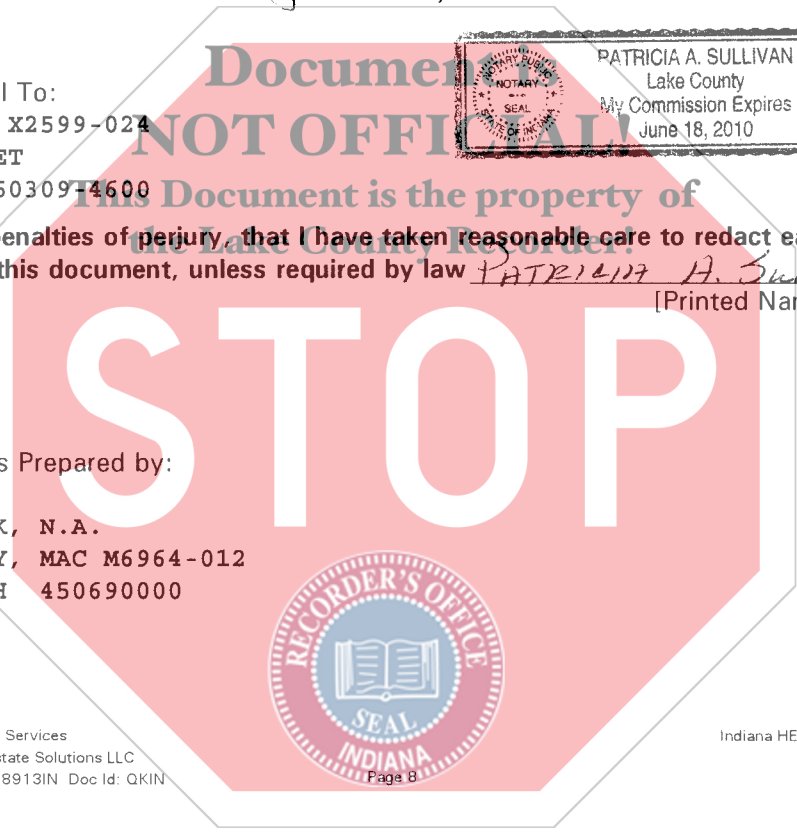 Document is
NOT OFFICIAL!
This Document is the property of
the Lake County Recorder!
NOTARY PUBLIC
NOTARY
SEAL
STATE OF INDIANA
PATRICIA A. SULLIVAN
Lake County
My Commission Expires
June 18, 2010
l To:
X2599-024
ET
50309-4600
enalties of perjury, that I have taken reasonable care to redact ea
this document, unless required by law PATRICIA A. Su
[Printed Nam
STOP
s Prepared by:
K, N.A.
Y, MAC M6964-012
H 450690000
RECORDER'S OFFICE
SEAL
INDIANA
Services
state Solutions LLC
8913IN Doc Id: QKIN
Page 8
Indiana HE